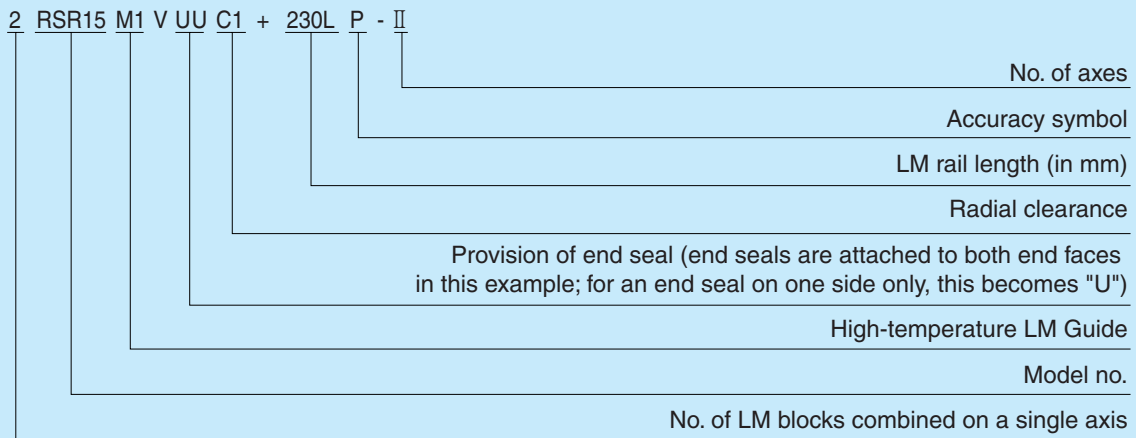 2 RSR15 M1 V UU C1 + 230L P - Ⅱ
No. of axes
Accuracy symbol
LM rail length (in mm)
Radial clearance
Provision of end seal (end seals are attached to both end faces
in this example; for an end seal on one side only, this becomes "U")
High-temperature LM Guide
Model no.
No. of LM blocks combined on a single axis